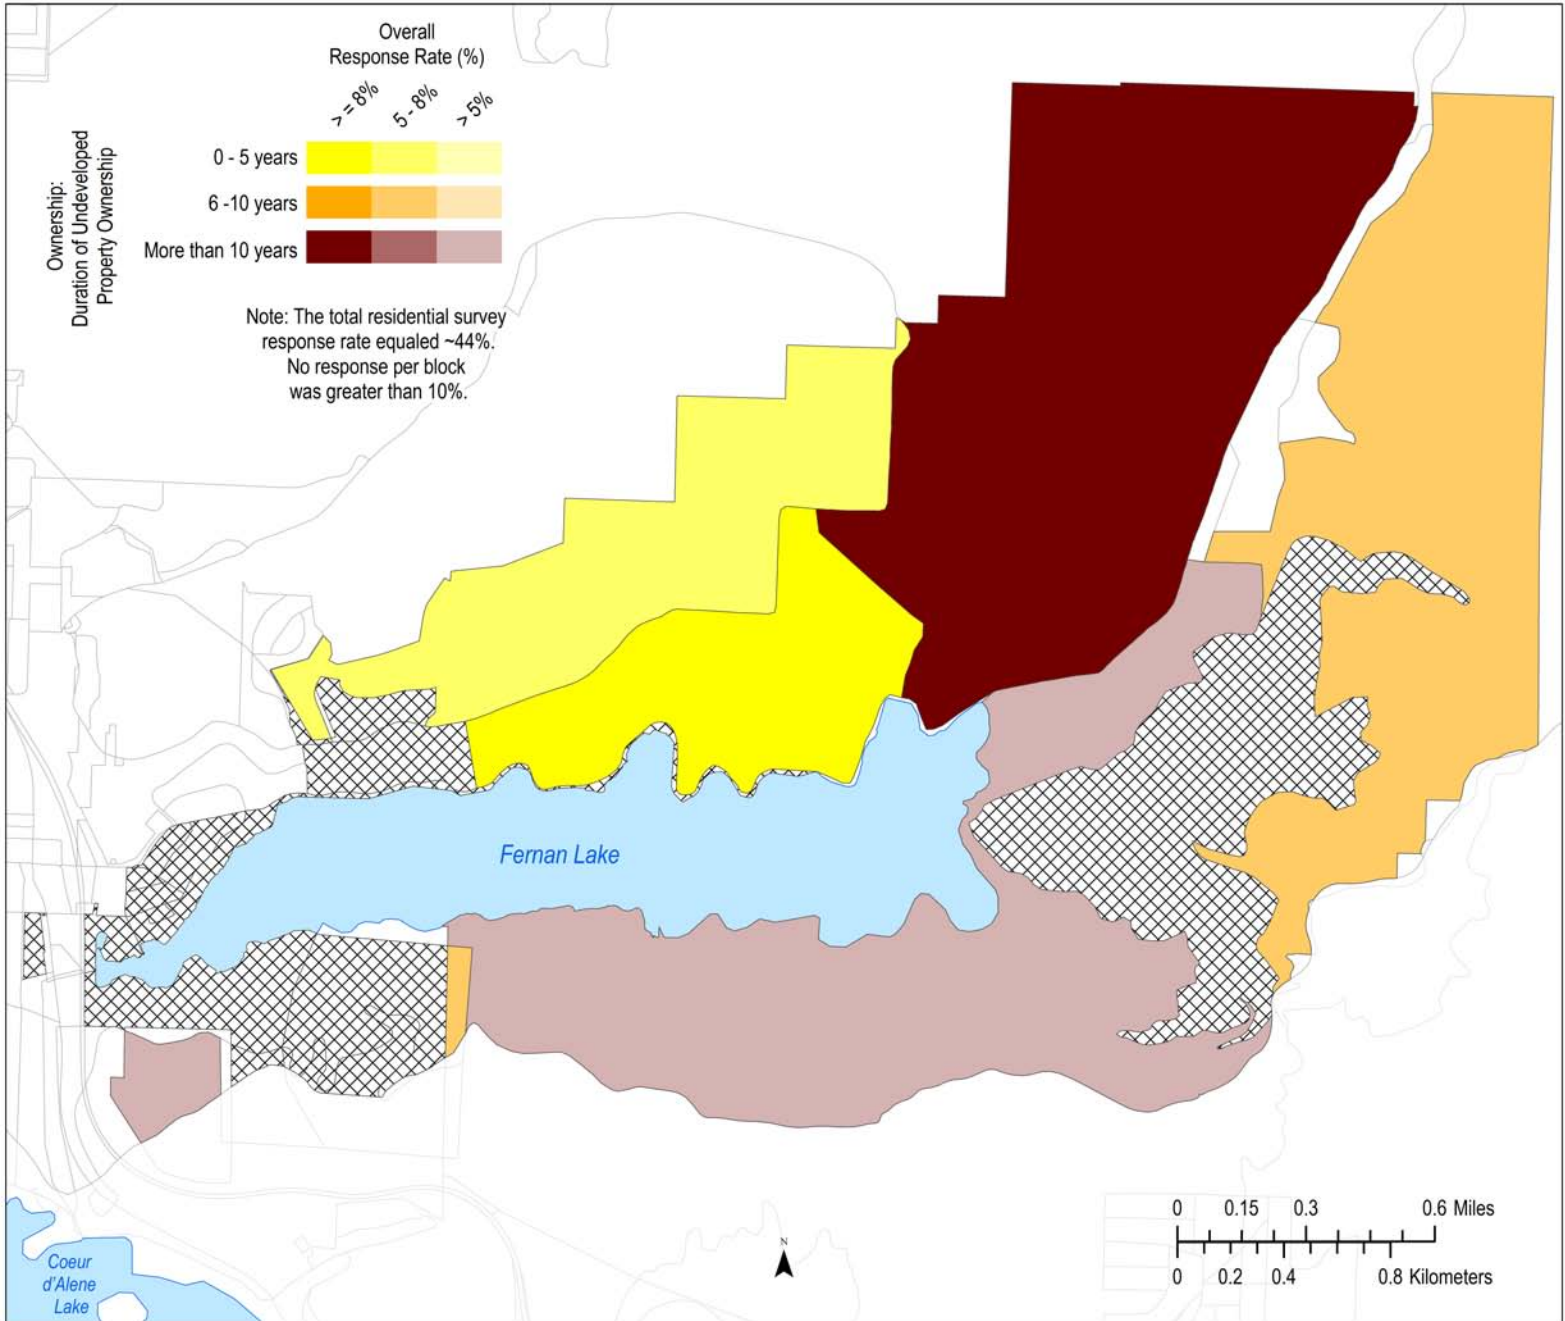 Overall
Response Rate (%)
> = 8%
5 - 8%
> 5%
Ownership:
Duration of Undeveloped
Property Ownership
0 - 5 years
6 -10 years
More than 10 years
Note: The total residential survey
response rate equaled ~44%.
No response per block
was greater than 10%.
Fernan Lake
Coeur
d'Alene
Lake
N
0 0.15 0.3 0.6 Miles
0 0.2 0.4 0.8 Kilometers